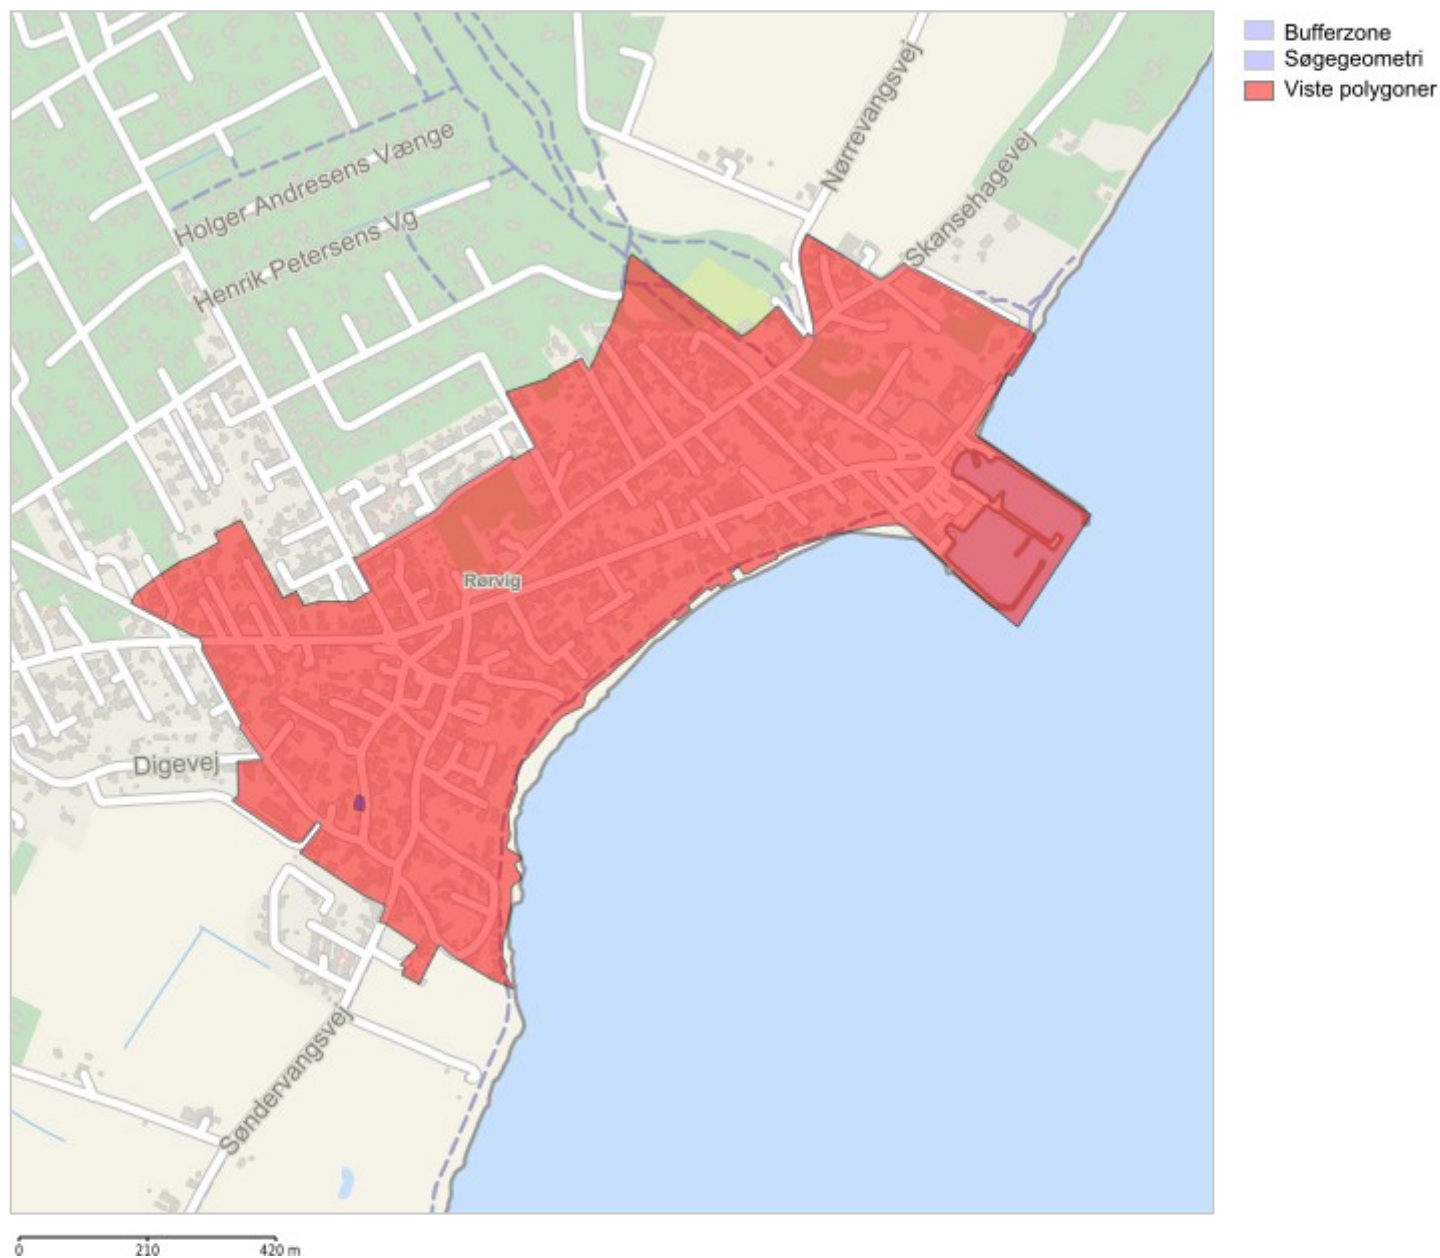 Bufferzone
Søgegeometri
Viste polygoner
Nørrevangsvej
Skansehagevej
Holger Andresens Vænge
Henrik Petersens Vg
Rørvig
Digevej
Søndervangsvej
0 210 420 m